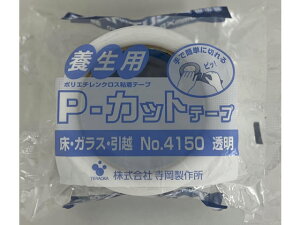 養生用
手で簡単に切れる
ピッ!
ポリエチレンクロス粘着テープ
P-カットテープ
床・ガラス・引越 No.4150 透明
TERAOKA
株式会社 寺岡製作所